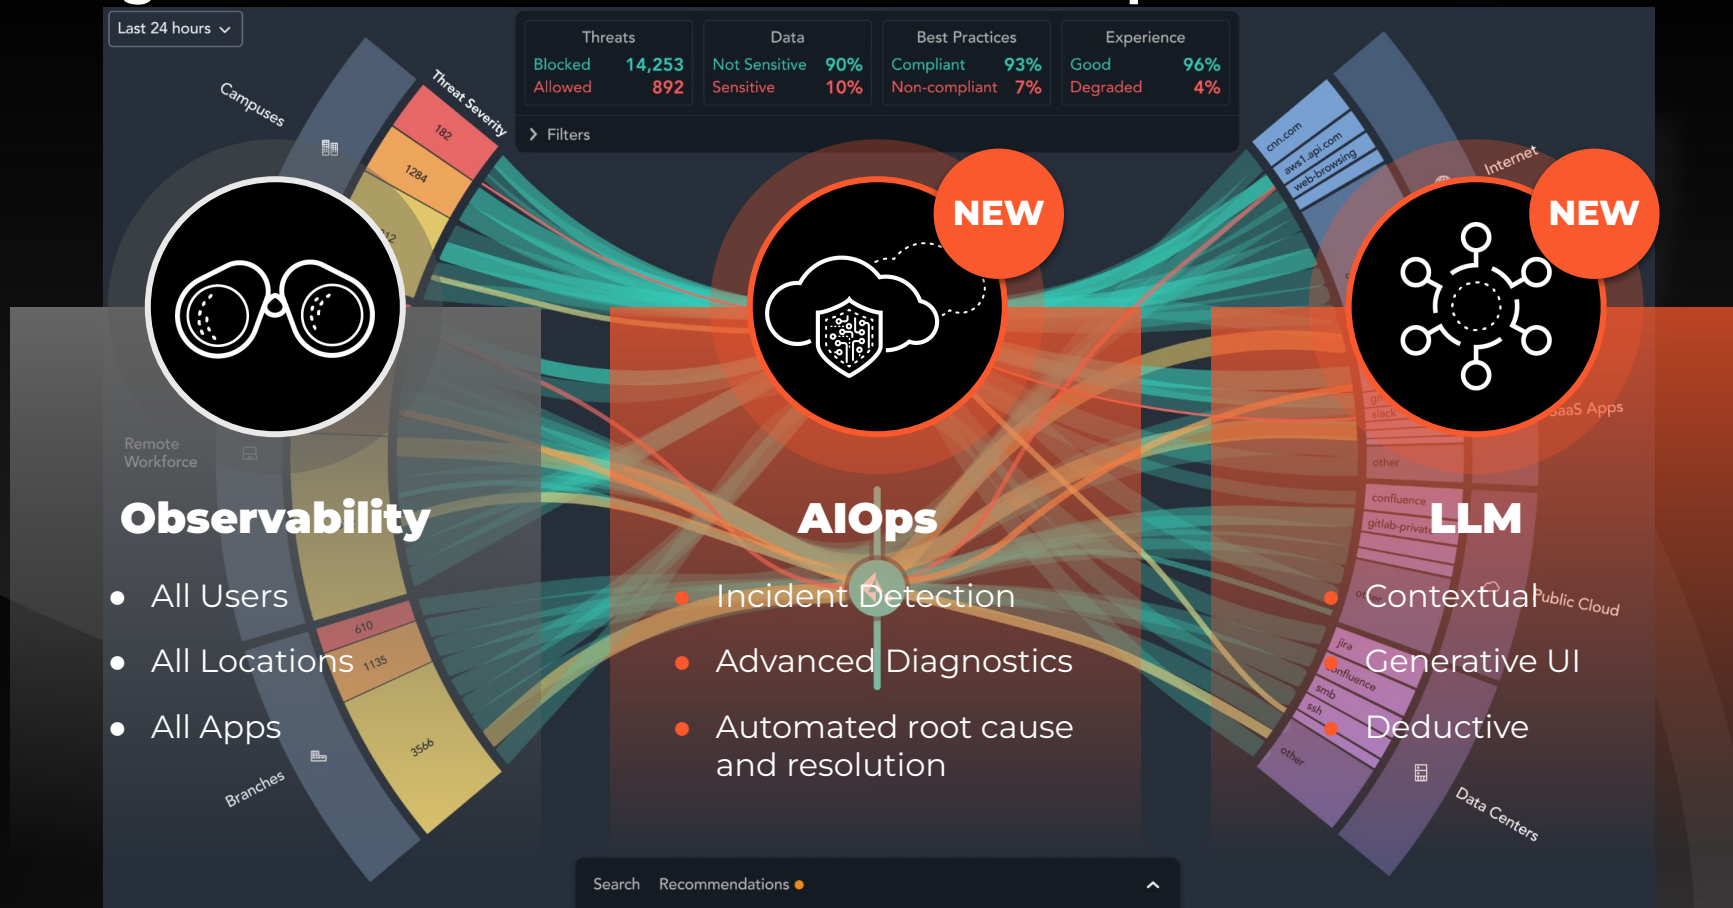 Last 24 hours
Threats
Blocked 14,253
Allowed 892
Data
Not Sensitive 90%
Sensitive 10%
Best Practices
Compliant 93%
Non-compliant 7%
Experience
Good 96%
Degraded 4%
Filters
Campuses
Threat Severity
182
1284
Remote
Workforce
610
1135
3566
Branches
cnn.com
aws1.api.com
web-browsing
Internet
slack
SaaS Apps
other
confluence
Public Cloud
jira
confluence
smb
ssh
other
Data Centers
Observability
All Users
All Locations
All Apps
NEW
AIOps
Incident Detection
Advanced Diagnostics
Automated root cause
and resolution
NEW
LLM
Contextual
Generative UI
Deductive
Search Recommendations